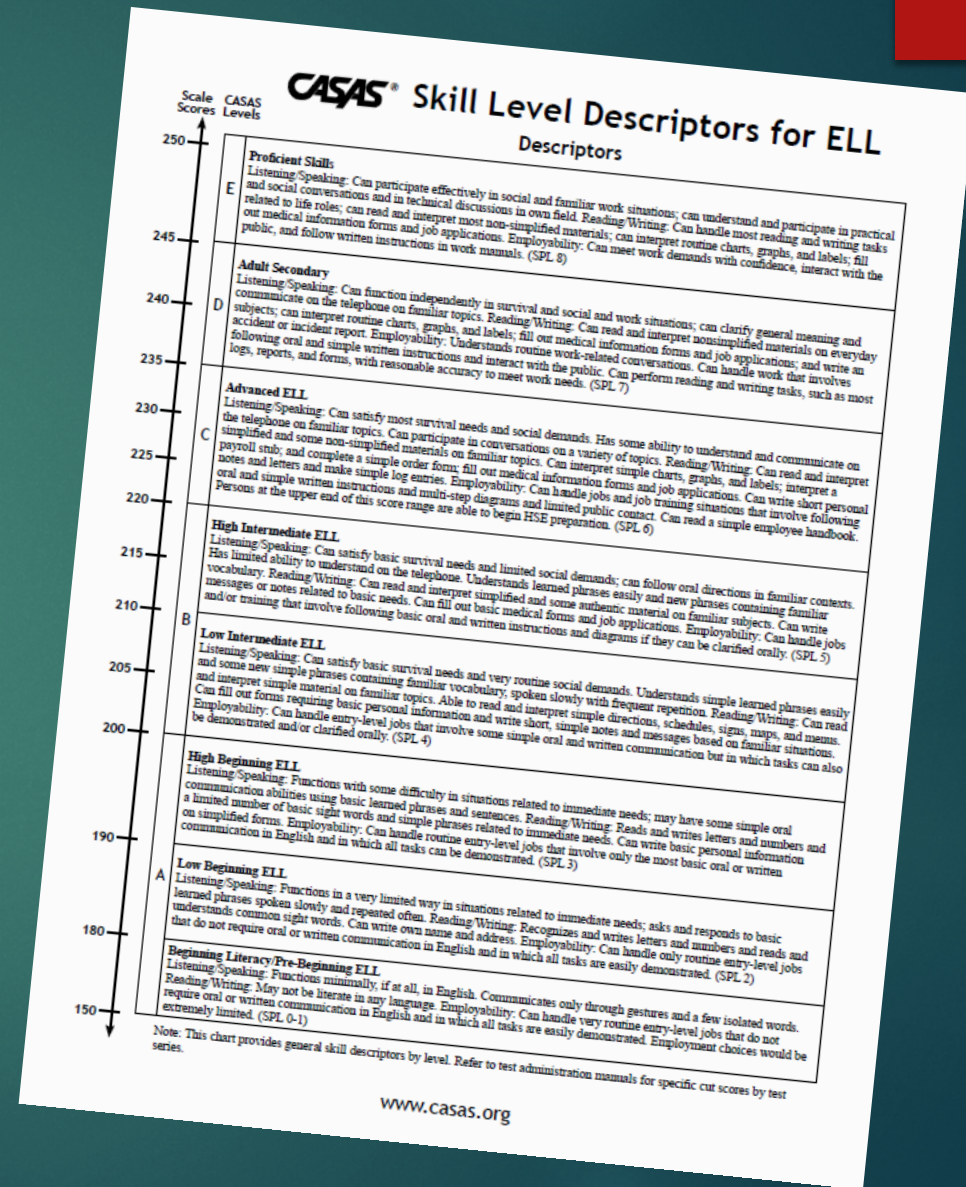 CASAS® Skill Level Descriptors for ELL
Scale Scores
CASAS Levels
Descriptors
250
E
Proficient Skills
Listening/Speaking: Can participate effectively in social and familiar work situations; can understand and participate in practical
and social conversations and in technical discussions in own field. Reading/Writing: Can handle most reading and writing tasks
related to life roles; can read and interpret most non-simplified materials; can interpret routine charts, graphs, and labels; fill
out medical information forms and job applications. Employability: Can meet work demands with confidence, interact with the
public, and follow written instructions in work manuals. (SPL 8)
245
D
Adult Secondary
Listening/Speaking: Can function independently in survival and social and work situations; can clarify general meaning and
communicate on the telephone on familiar topics. Reading/Writing: Can read and interpret nonsimplified materials on everyday
subjects; can interpret routine charts, graphs, and labels; fill out medical information forms and job applications; and write an
accident or incident report. Employability: Understands routine work-related conversations. Can handle work that involves
following oral and simple written instructions and interact with the public. Can perform reading and writing tasks, such as most
logs, reports, and forms, with reasonable accuracy to meet work needs. (SPL 7)
240
235
C
Advanced ELL
Listening/Speaking: Can satisfy most survival needs and social demands. Has some ability to understand and communicate on
the telephone on familiar topics. Can participate in conversations on a variety of topics. Reading/Writing: Can read and interpret
simplified and some non-simplified materials on familiar topics. Can interpret simple charts, graphs, and labels; interpret a
payroll stub; and complete a simple order form; fill out medical information forms and job applications. Can write short personal
notes and letters and make simple log entries. Employability: Can handle jobs and job training situations that involve following
oral and simple written instructions and multi-step diagrams and limited public contact. Can read a simple employee handbook.
Persons at the upper end of this score range are able to begin HSE preparation. (SPL 6)
230
225
220
B
High Intermediate ELL
Listening/Speaking: Can satisfy basic survival needs and limited social demands; can follow oral directions in familiar contexts.
Has limited ability to understand on the telephone. Understands learned phrases easily and new phrases containing familiar
vocabulary. Reading/Writing: Can read and interpret simplified and some authentic material on familiar subjects. Can write
messages or notes related to basic needs. Can fill out basic medical forms and job applications. Employability: Can handle jobs
and/or training that involve following basic oral and written instructions and diagrams if they can be clarified orally. (SPL 5)
215
210
Low Intermediate ELL
Listening/Speaking: Can satisfy basic survival needs and very routine social demands. Understands simple learned phrases easily
and some new simple phrases containing familiar vocabulary, spoken slowly with frequent repetition. Reading/Writing: Can read
and interpret simple material on familiar topics. Able to read and interpret simple directions, schedules, signs, maps, and menus.
Can fill out forms requiring basic personal information and write short, simple notes and messages based on familiar situations.
Employability: Can handle entry-level jobs that involve some simple oral and written communication but in which tasks can also
be demonstrated and/or clarified orally. (SPL 4)
205
200
A
High Beginning ELL
Listening/Speaking: Functions with some difficulty in situations related to immediate needs; may have some simple oral
communication abilities using basic learned phrases and sentences. Reading/Writing: Reads and writes letters and numbers and
a limited number of basic sight words and simple phrases related to immediate needs. Can write basic personal information
on simplified forms. Employability: Can handle routine entry-level jobs that involve only the most basic oral or written
communication in English and in which all tasks can be demonstrated. (SPL 3)
190
Low Beginning ELL
Listening/Speaking: Functions in a very limited way in situations related to immediate needs; asks and responds to basic
learned phrases spoken slowly and repeated often. Reading/Writing: Recognizes and writes letters and numbers and reads and
understands common sight words. Can write own name and address. Employability: Can handle only routine entry-level jobs
that do not require oral or written communication in English and in which all tasks are easily demonstrated. (SPL 2)
180
Beginning Literacy/Pre-Beginning ELL
Listening/Speaking: Functions minimally, if at all, in English. Communicates only through gestures and a few isolated words.
Reading/Writing: May not be literate in any language. Employability: Can handle very routine entry-level jobs that do not
require oral or written communication in English and in which all tasks are easily demonstrated. Employment choices would be
extremely limited. (SPL 0-1)
150
Note: This chart provides general skill descriptors by level. Refer to test administration manuals for specific cut scores by test
series.
www.casas.org